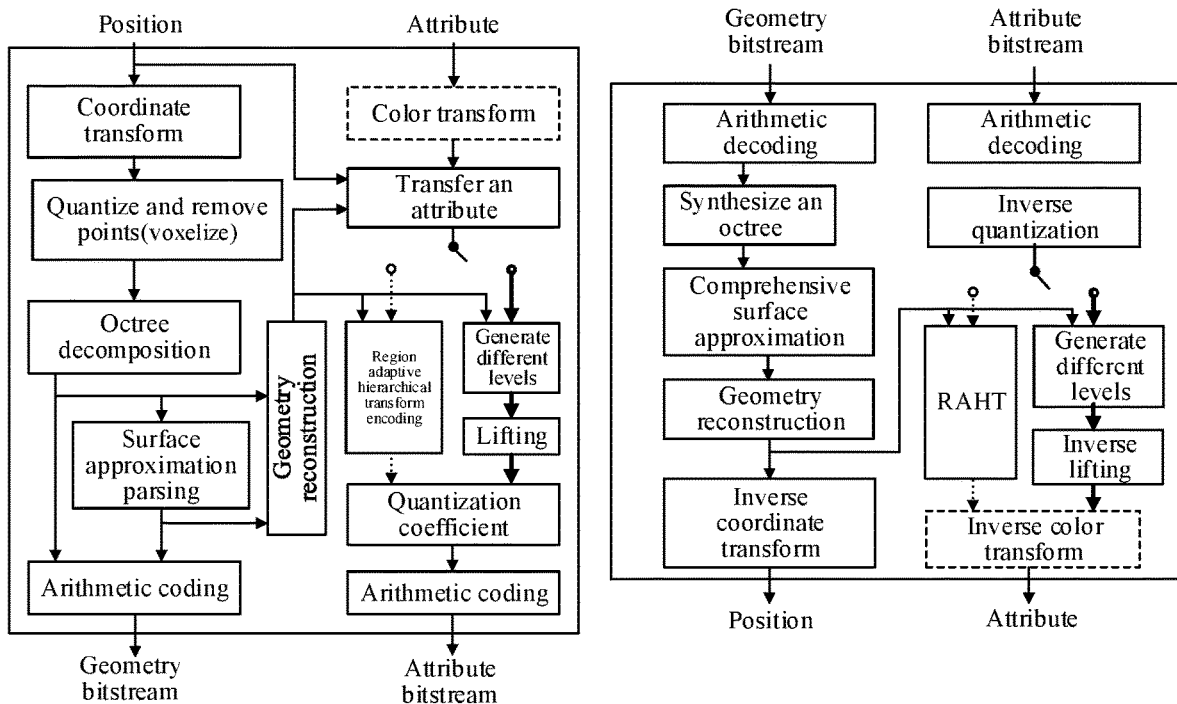 Position
Attribute
Coordinate
transform
Color transform
Quantize and remove
points(voxelize)
Transfer an
attribute
Octree
decomposition
Geometry
reconstruction
Region
adaptive
hierarchical
transform
encoding
Generate
different
levels
Lifting
Surface
approximation
parsing
Quantization
coefficient
Arithmetic coding
Arithmetic coding
Geometry
bitstream
Attribute
bitstream
Geometry
bitstream
Attribute
bitstream
Arithmetic
decoding
Arithmetic
decoding
Synthesize an
octree
Inverse
quantization
Comprehensive
surface
approximation
Geometry
reconstruction
RAHT
Generate
different
levels
Inverse
lifting
Inverse
coordinate
transform
Inverse color
transform
Position
Attribute